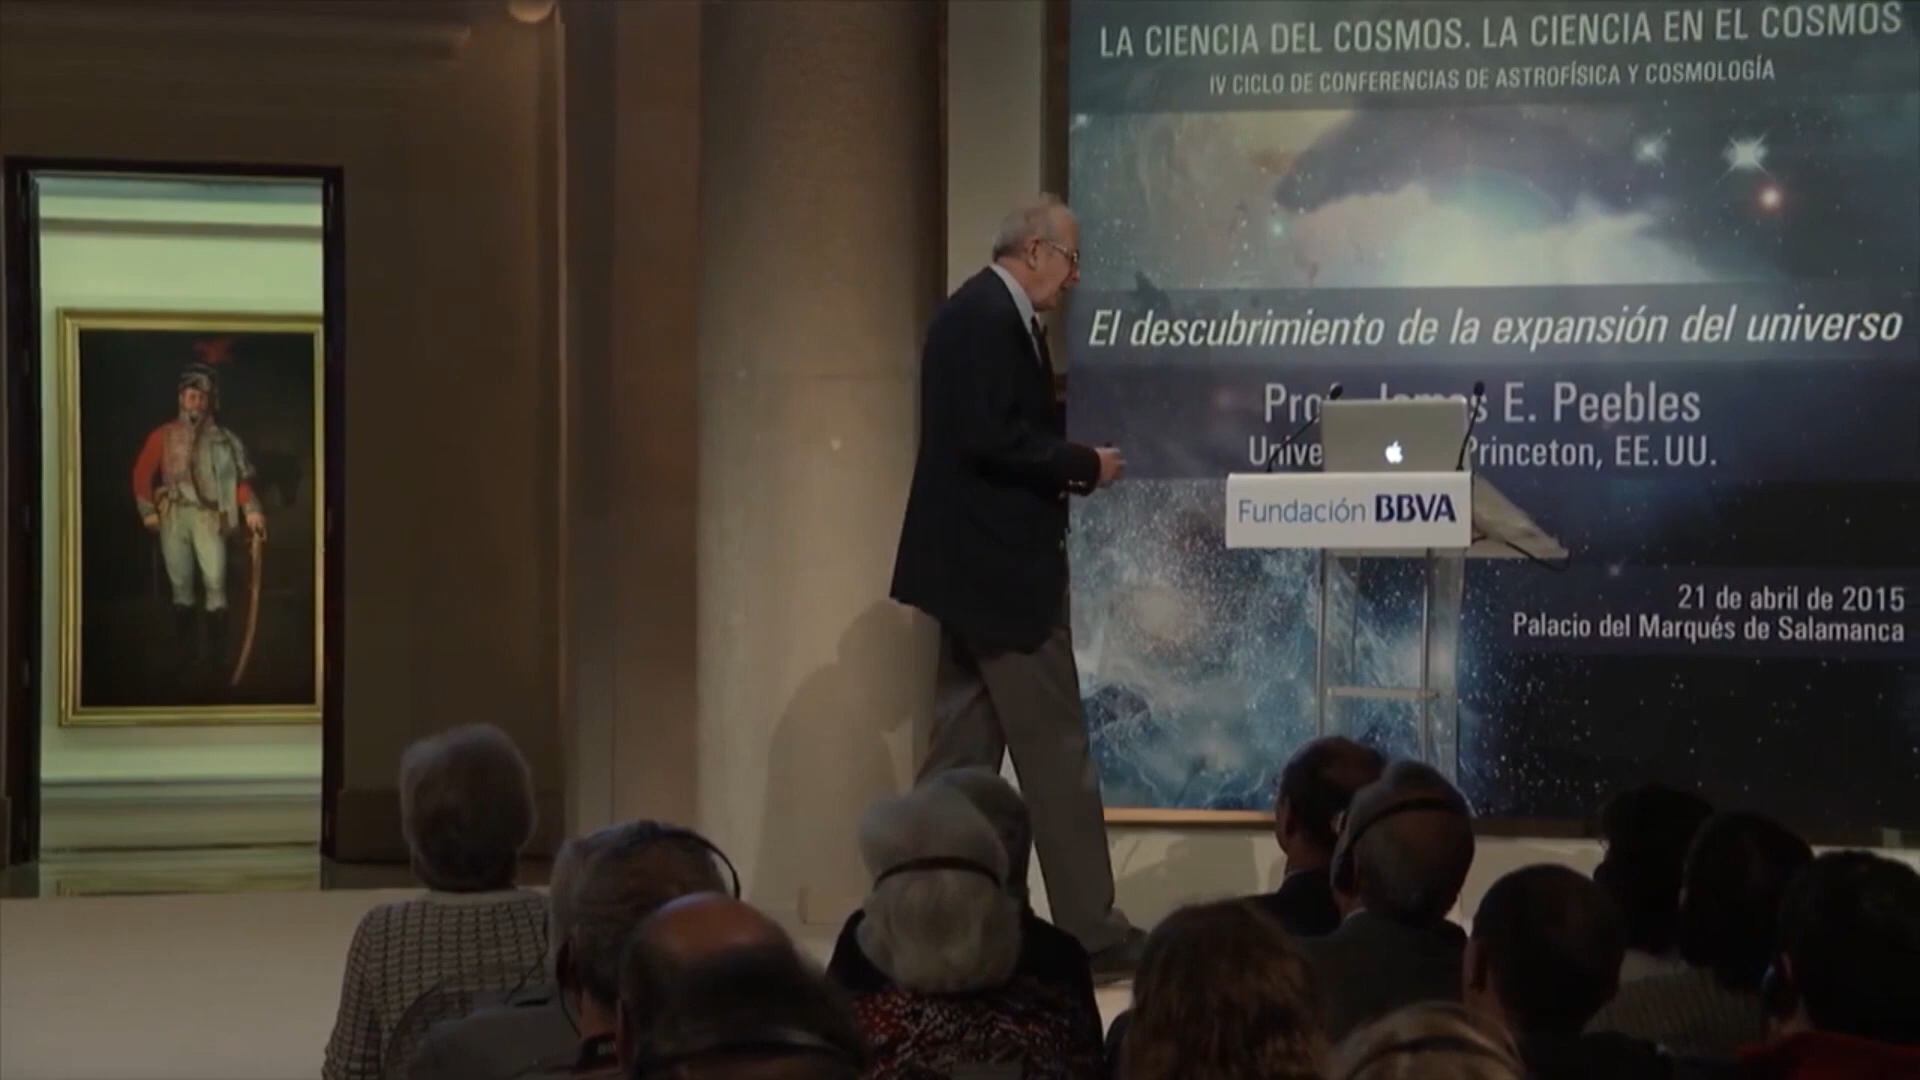 LA CIENCIA DEL COSMOS. LA CIENCIA EN EL COSMOS
IV CICLO DE CONFERENCIAS DE ASTROFÍSICA Y COSMOLOGÍA
El descubrimiento de la expansión del universo
E. Peebles
Princeton, EE.UU.
Fundación BBVA
21 de abril de 2015
Palacio del Marqués de Salamanca